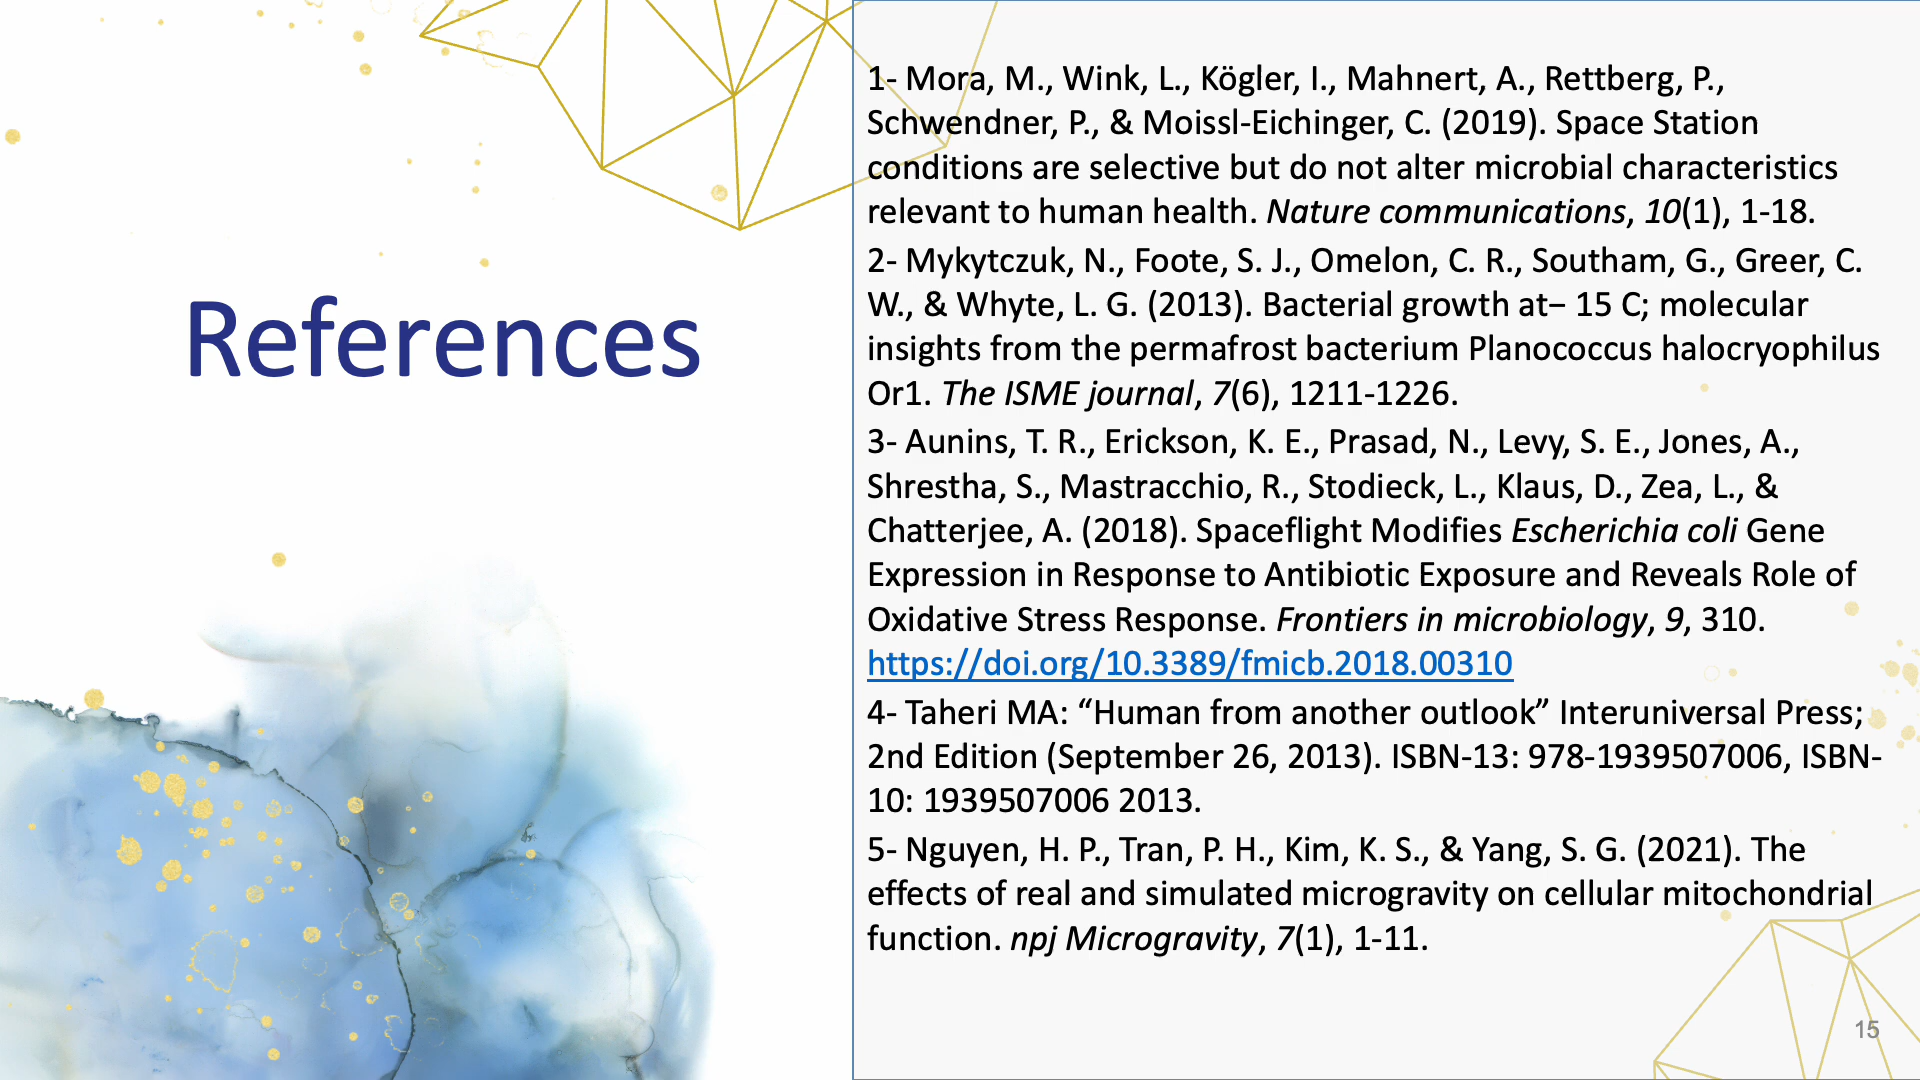 References
1- Mora, M., Wink, L., Kögler, I., Mahnert, A., Rettberg, P.,
Schwendner, P., & Moissl-Eichinger, C. (2019). Space Station
conditions are selective but do not alter microbial characteristics
relevant to human health. Nature communications, 10(1), 1-18.
2- Mykytczuk, N., Foote, S. J., Omelon, C. R., Southam, G., Greer, C.
W., & Whyte, L. G. (2013). Bacterial growth at− 15 C; molecular
insights from the permafrost bacterium Planococcus halocryophilus
Or1. The ISME journal, 7(6), 1211-1226.
3- Aunins, T. R., Erickson, K. E., Prasad, N., Levy, S. E., Jones, A.,
Shrestha, S., Mastracchio, R., Stodieck, L., Klaus, D., Zea, L., &
Chatterjee, A. (2018). Spaceflight Modifies Escherichia coli Gene
Expression in Response to Antibiotic Exposure and Reveals Role of
Oxidative Stress Response. Frontiers in microbiology, 9, 310.
https://doi.org/10.3389/fmicb.2018.00310
4- Taheri MA: “Human from another outlook” Interuniversal Press;
2nd Edition (September 26, 2013). ISBN-13: 978-1939507006, ISBN-
10: 1939507006 2013.
5- Nguyen, H. P., Tran, P. H., Kim, K. S., & Yang, S. G. (2021). The
effects of real and simulated microgravity on cellular mitochondrial
function. npj Microgravity, 7(1), 1-11.
15